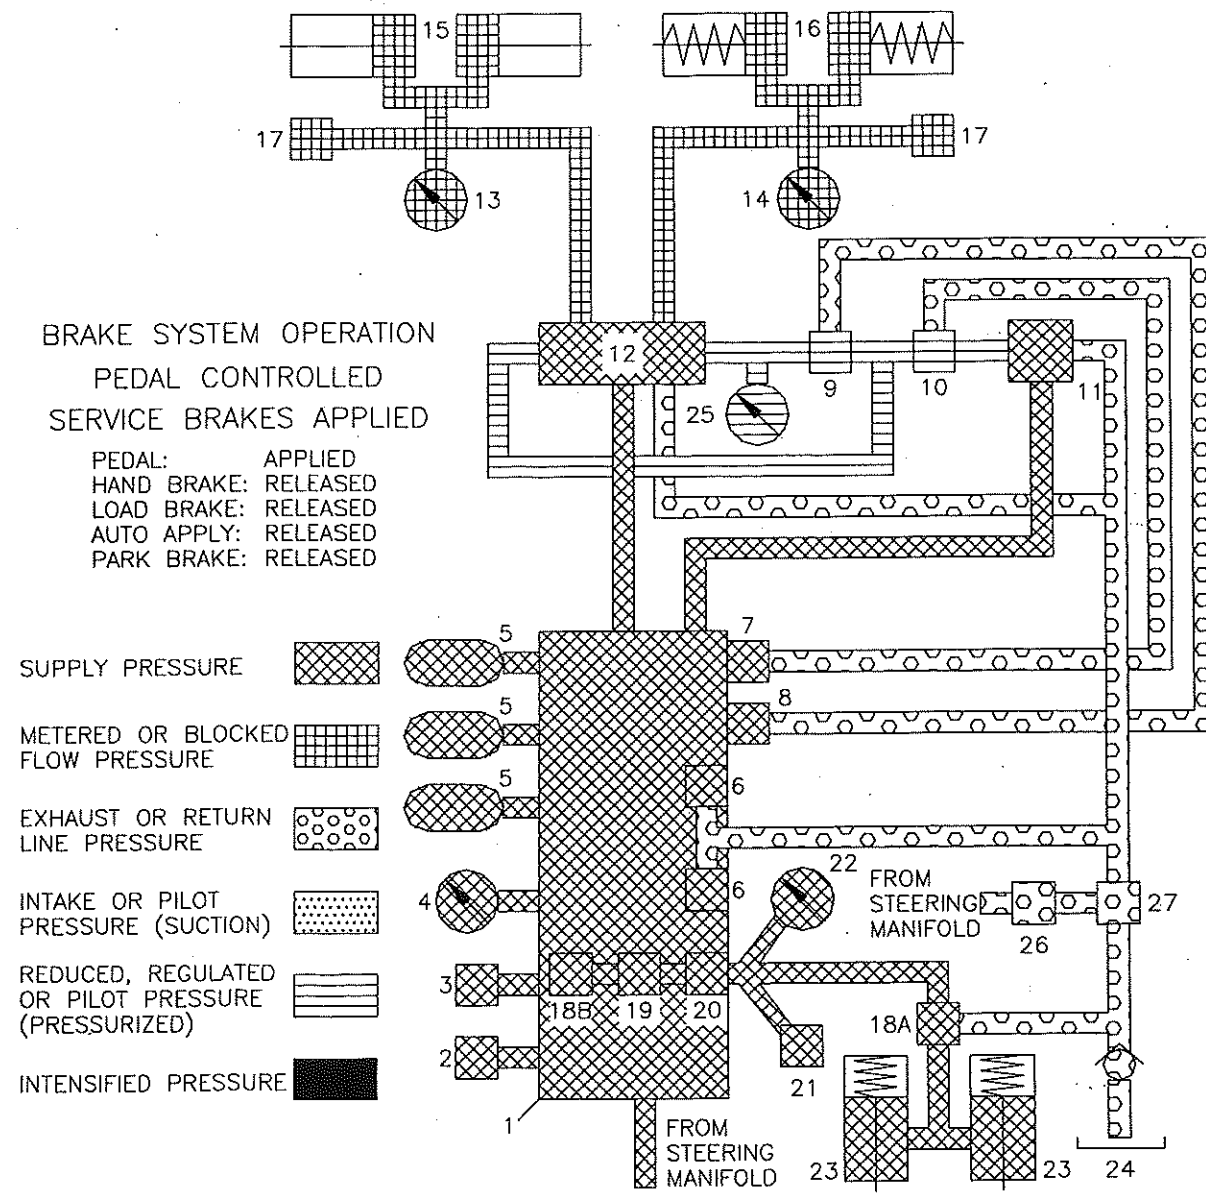 15
16
17
17
13
14
BRAKE SYSTEM OPERATION
PEDAL CONTROLLED
SERVICE BRAKES APPLIED
PEDAL: APPLIED
HAND BRAKE: RELEASED
LOAD BRAKE: RELEASED
AUTO APPLY: RELEASED
PARK BRAKE: RELEASED
12
25
9
10
11
SUPPLY PRESSURE
METERED OR BLOCKED
FLOW PRESSURE
EXHAUST OR RETURN
LINE PRESSURE
INTAKE OR PILOT
PRESSURE (SUCTION)
REDUCED, REGULATED
OR PILOT PRESSURE
(PRESSURIZED)
INTENSIFIED PRESSURE
5
5
5
7
8
6
6
4
3
2
1
18B
19
20
22
21
FROM
STEERING
MANIFOLD
26
27
18A
FROM
STEERING
MANIFOLD
23
23
24